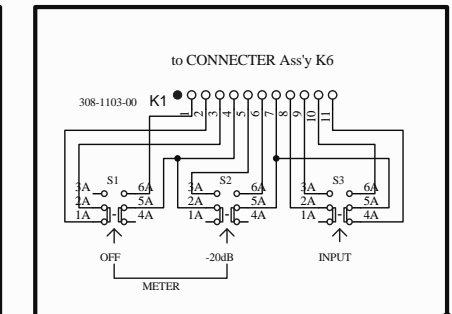 to CONNECTER Ass'y K6
308-1103-00 K1
1 2 3 4 5 6 7 8 9 10 11
S1 S2 S3
3A 6A 3A 6A 3A 6A
2A 5A 2A 5A 2A 5A
1A 4A 1A 4A 1A 4A
OFF -20dB INPUT
METER